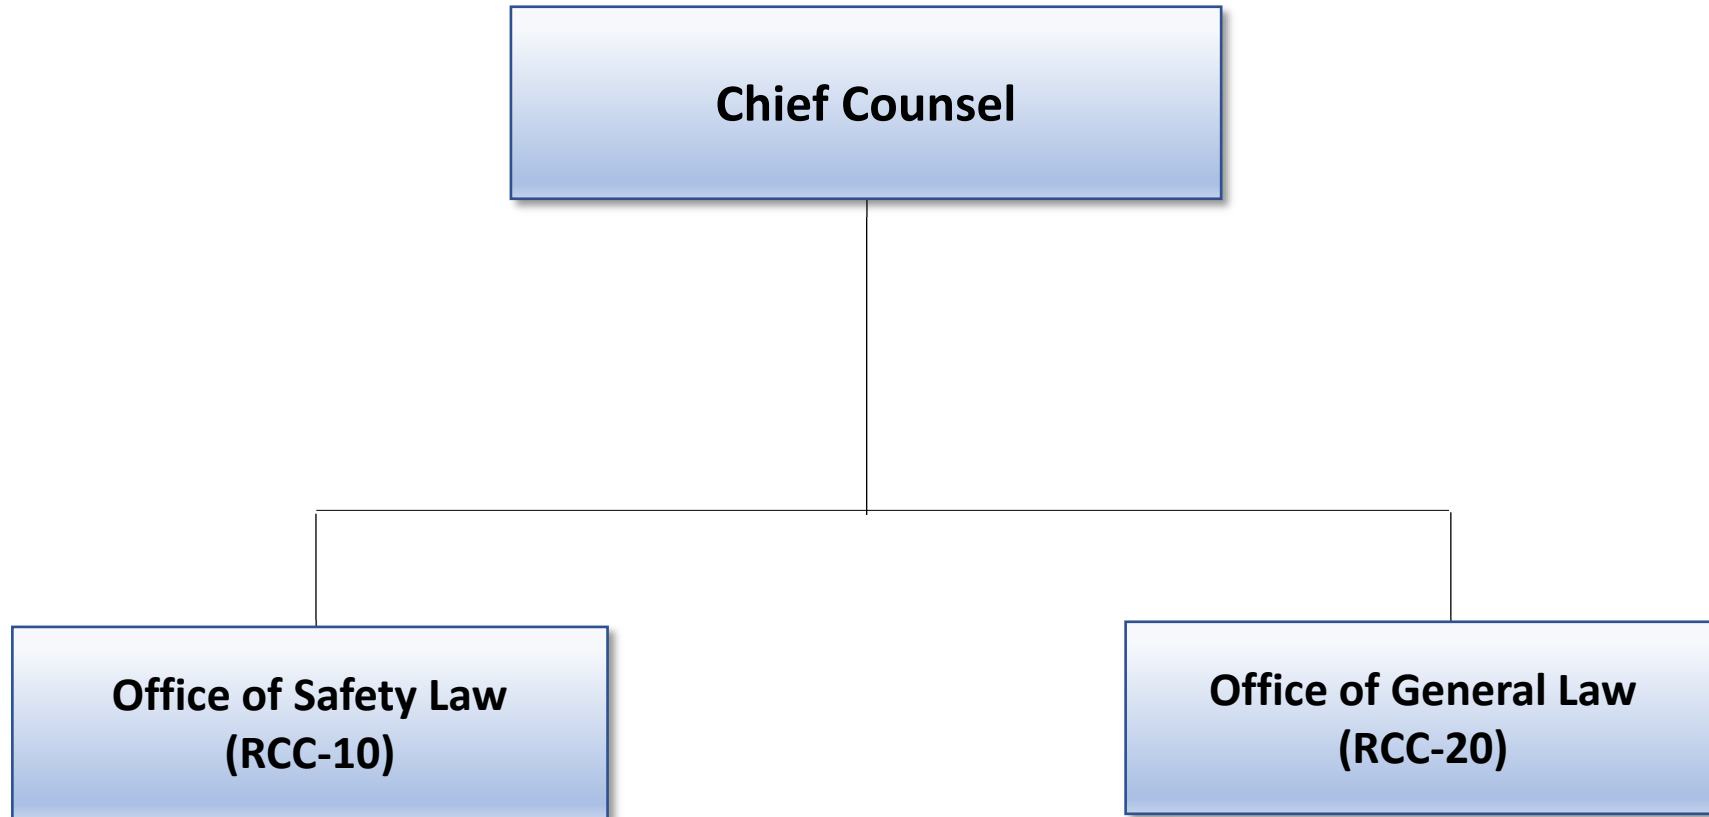 Chief Counsel
Office of Safety Law
(RCC-10)
Office of General Law
(RCC-20)